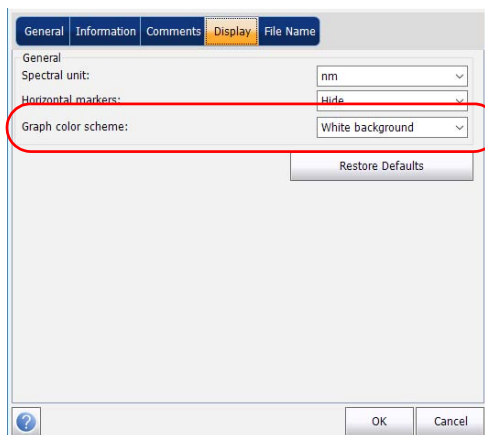 General Information Comments Display File Name
General
Spectral unit: nm
Horizontal markers: Hide
Graph color scheme: White background
Restore Defaults
? OK Cancel